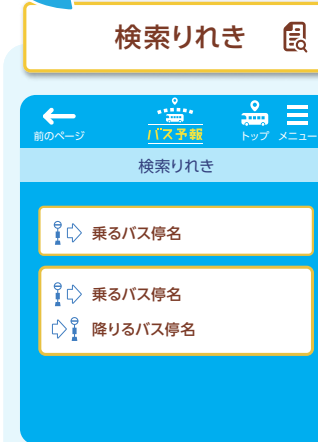 検索りれき
前のページ
バス予報
トップ
メニュー
検索りれき
乗るバス停名
乗るバス停名
降りるバス停名